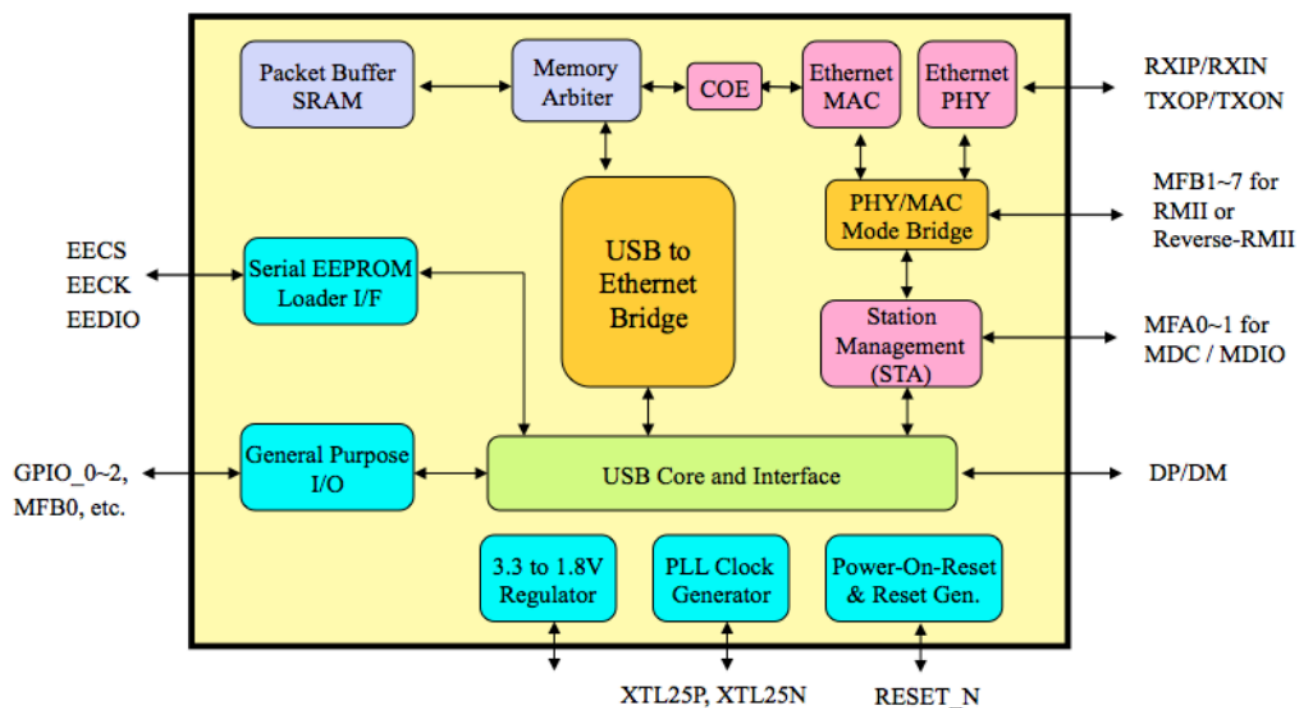 Packet Buffer
SRAM
Memory
Arbiter
COE
Ethernet
MAC
Ethernet
PHY
RXIP/RXIN
TXOP/TXON
PHY/MAC
Mode Bridge
MFB1~7 for
RMII or
Reverse-RMII
USB to
Ethernet
Bridge
EECS
EECK
EEDIO
Serial EEPROM
Loader I/F
Station
Management
(STA)
MFA0~1 for
MDC / MDIO
GPIO_0~2,
MFB0, etc.
General Purpose
I/O
USB Core and Interface
DP/DM
3.3 to 1.8V
Regulator
PLL Clock
Generator
Power-On-Reset
& Reset Gen.
XTL25P, XTL25N
RESET_N